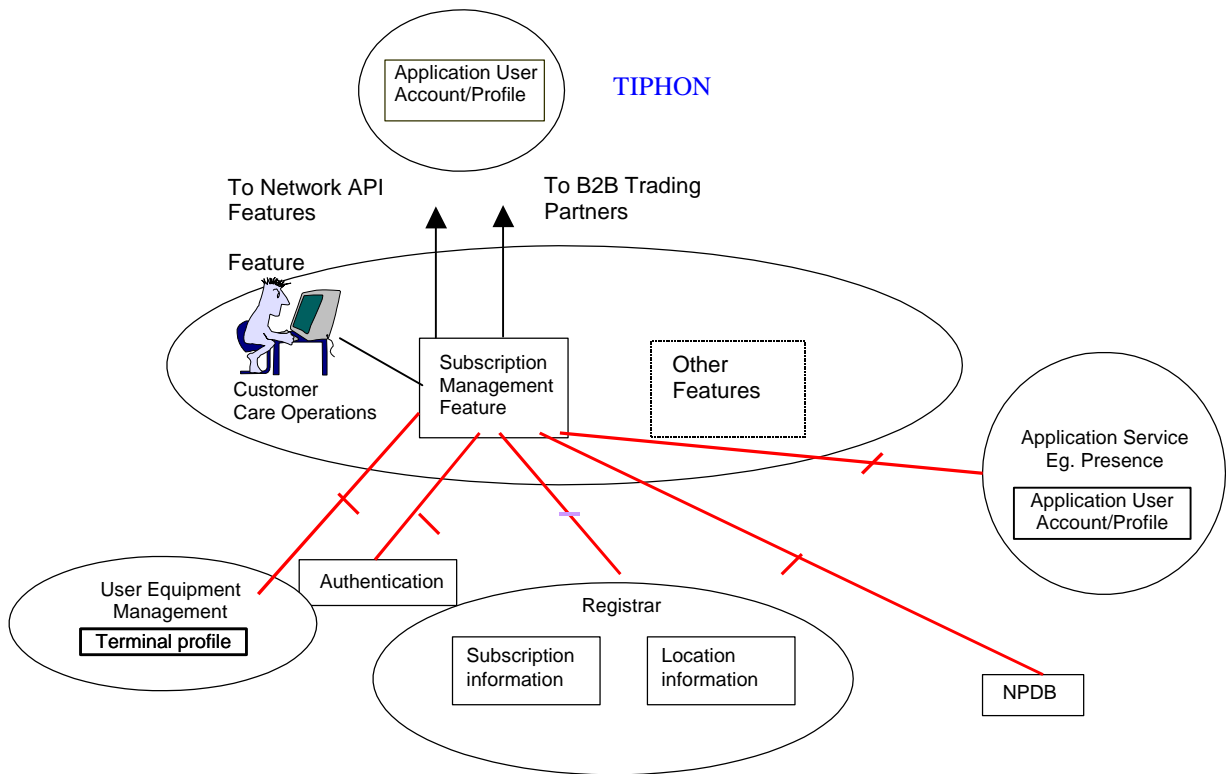 Application User
Account/Profile
TIPHON
To Network API
Features
To B2B Trading
Partners
Feature
Customer
Care Operations
Subscription
Management
Feature
Other
Features
Application Service
Eg. Presence
Application User
Account/Profile
User Equipment
Management
Terminal profile
Authentication
Registrar
Subscription
information
Location
information
NPDB